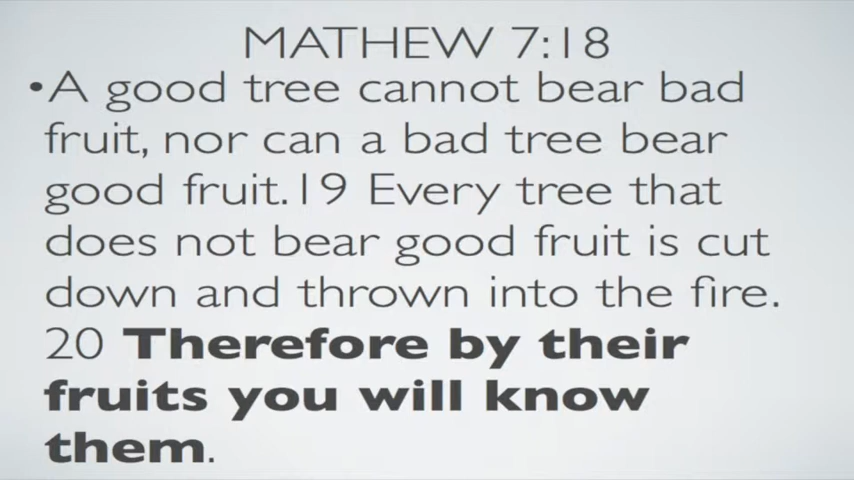 MATHEW 7:18
•A good tree cannot bear bad
fruit, nor can a bad tree bear
good fruit.19 Every tree that
does not bear good fruit is cut
down and thrown into the fire.
20 Therefore by their
fruits you will know
them.